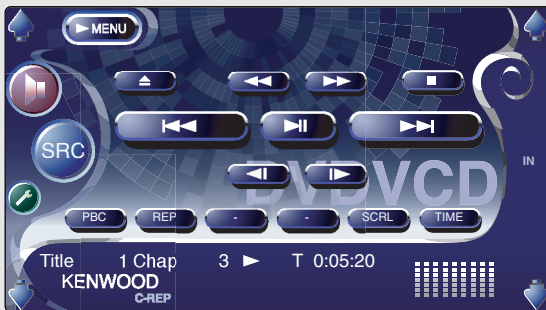 MENU
SRC
DVDVCD
IN
PBC REP - - SCRL TIME
Title 1 Chap 3 T 0:05:20
KENWOOD
C-REP